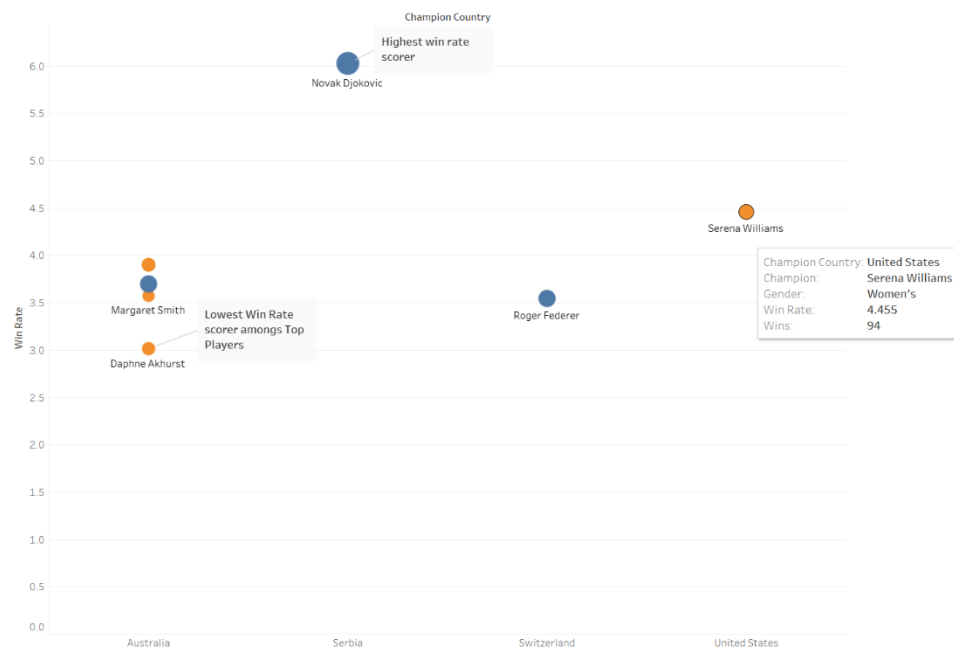 Champion Country
Highest win rate
scorer
6.0
Novak Djokovic
5.5
5.0
4.5
Serena Williams
4.0
Champion Country: United States
Champion: Serena Williams
Gender: Women's
Win Rate: 4.455
Wins: 94
3.5
Margaret Smith
Roger Federer
Lowest Win Rate
scorer amongs Top
Players
Win Rate
3.0
Daphne Akhurst
2.5
2.0
1.5
1.0
0.5
0.0
Australia
Serbia
Switzerland
United States